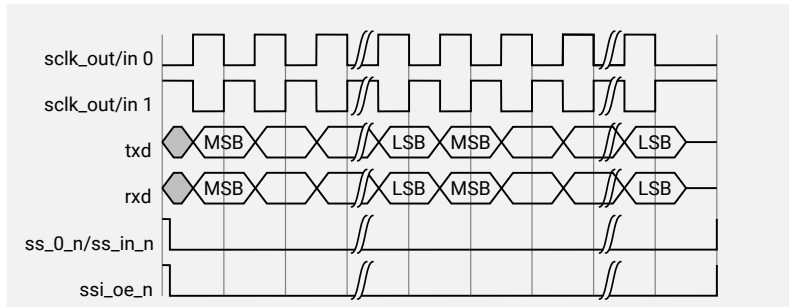 sclk_out/in 0
sclk_out/in 1
txd MSB LSB MSB LSB
rxd MSB LSB MSB LSB
ss_0_n/ss_in_n
ssi_oe_n